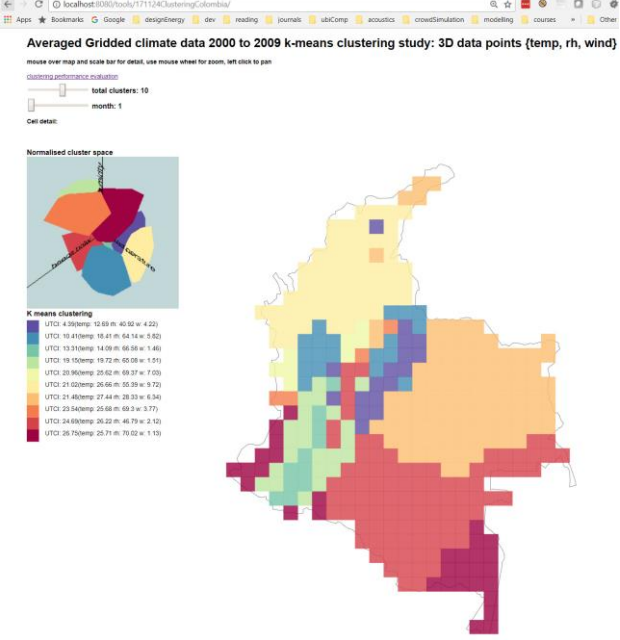 localhost:8080/tools/171124ClusteringColombia/
Apps Bookmarks Google designEnergy dev reading journals ubiComp acoustics crowdSimulation modelling courses » Other
Averaged Gridded climate data 2000 to 2009 k-means clustering study: 3D data points {temp, rh, wind}
mouse over map and scale bar for detail, use mouse wheel for zoom, left click to pan
clustering performance evaluation
total clusters: 10
month: 1
Cell detail:
Normalised cluster space
K means clustering
UTCI: 4.39(temp: 12.69 rh: 40.92 w: 4.22)
UTCI: 10.41(temp: 18.41 rh: 64.14 w: 5.82)
UTCI: 13.31(temp: 14.09 rh: 66.58 w: 1.46)
UTCI: 19.15(temp: 19.72 rh: 65.08 w: 1.51)
UTCI: 20.96(temp: 25.62 rh: 69.37 w: 7.03)
UTCI: 21.02(temp: 26.66 rh: 55.39 w: 9.72)
UTCI: 21.48(temp: 27.44 rh: 28.33 w: 6.34)
UTCI: 23.54(temp: 25.68 rh: 69.3 w: 3.77)
UTCI: 24.69(temp: 26.22 rh: 46.79 w: 2.12)
UTCI: 26.75(temp: 25.71 rh: 70.02 w: 1.13)